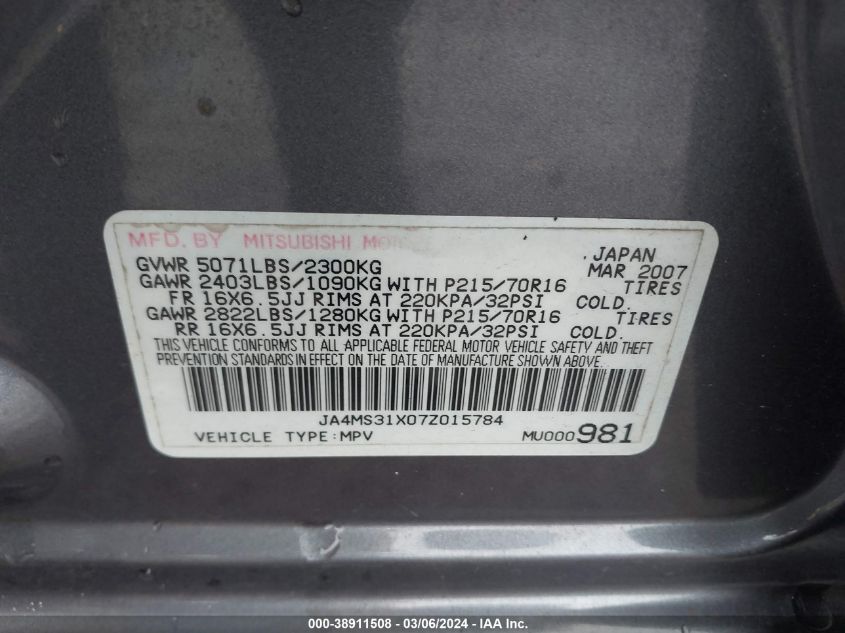 MFD. BY MITSUBISHI
JAPAN
GVWR 5071LBS/2300KG MAR 2007
GAWR 2403LBS/1090KG WITH P215/70R16 TIRES
FR 16X6.5JJ RIMS AT 220KPA/32PSI COLD.
GAWR 2822LBS/1280KG WITH P215/70R16 TIRES
RR 16X6.5JJ RIMS AT 220KPA/32PSI COLD.
THIS VEHICLE CONFORMS TO ALL APPLICABLE FEDERAL MOTOR VEHICLE SAFETY AND THEFT
PREVENTION STANDARDS IN EFFECT ON THE DATE OF MANUFACTURE SHOWN ABOVE.
JA4MS31X07Z015784
VEHICLE TYPE:MPV MU000981
000-38911508 - 03/06/2024 - IAA Inc.